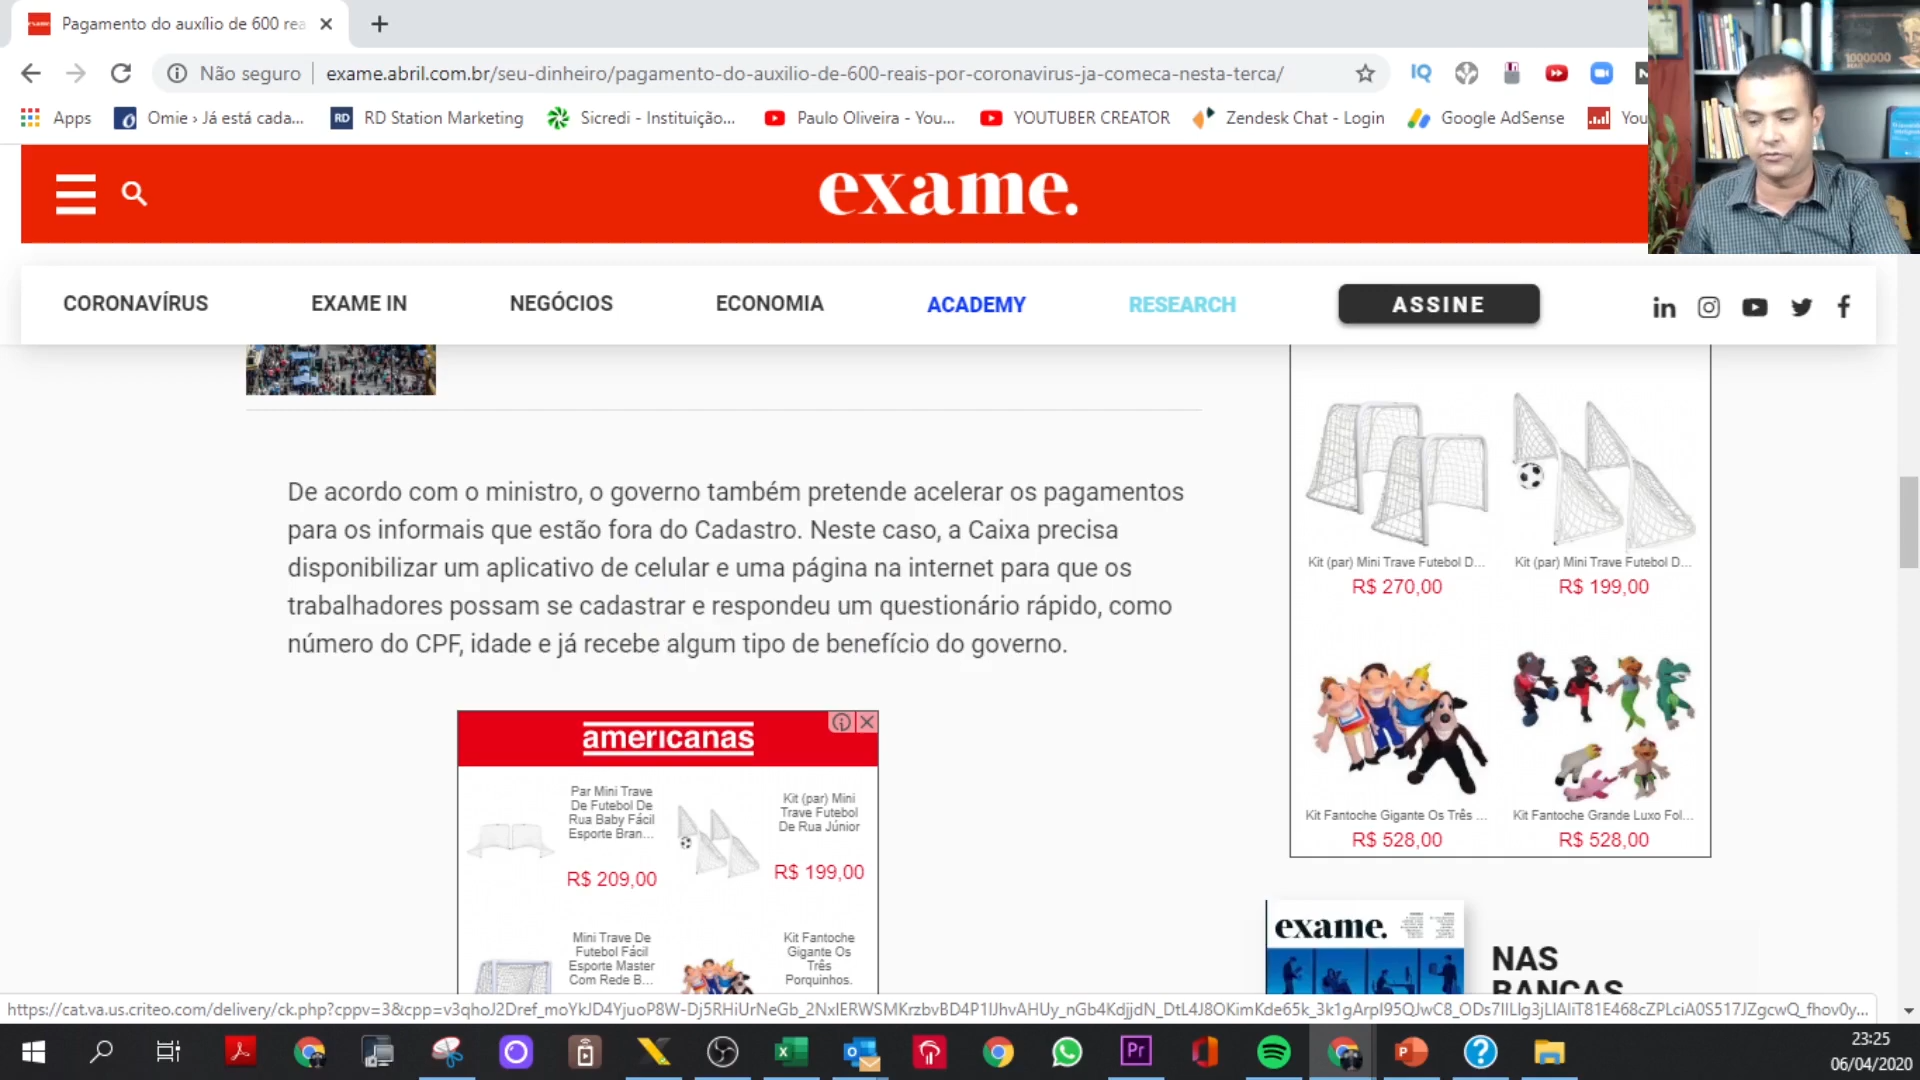 exame.
Pagamento do auxílio de 600 rea
Não seguro
exame.abril.com.br/seu-dinheiro/pagamento-do-auxilio-de-600-reais-por-coronavirus-ja-comeca-nesta-terca/
IQ
Apps
Omie › Já está cada...
RD
RD Station Marketing
Sicredi - Instituição...
Paulo Oliveira - You...
YOUTUBER CREATOR
Zendesk Chat - Login
Google AdSense
You
1000000
exame.
CORONAVÍRUS
EXAME IN
NEGÓCIOS
ECONOMIA
ACADEMY
RESEARCH
ASSINE
De acordo com o ministro, o governo também pretende acelerar os pagamentos
para os informais que estão fora do Cadastro. Neste caso, a Caixa precisa
disponibilizar um aplicativo de celular e uma página na internet para que os
trabalhadores possam se cadastrar e respondeu um questionário rápido, como
número do CPF, idade e já recebe algum tipo de benefício do governo.
Kit (par) Mini Trave Futebol D...
R$ 270,00
Kit (par) Mini Trave Futebol D...
R$ 199,00
Kit Fantoche Gigante Os Três ...
R$ 528,00
Kit Fantoche Grande Luxo Fol...
R$ 528,00
americanas
Par Mini Trave
De Futebol De
Rua Baby Fácil
Esporte Bran...
R$ 209,00
Kit (par) Mini
Trave Futebol
De Rua Júnior
R$ 199,00
Mini Trave De
Futebol Fácil
Esporte Master
Com Rede B...
Kit Fantoche
Gigante Os
Três
Porquinhos.
exame.
NAS
BANCAS
Pr
23:25
06/04/2020